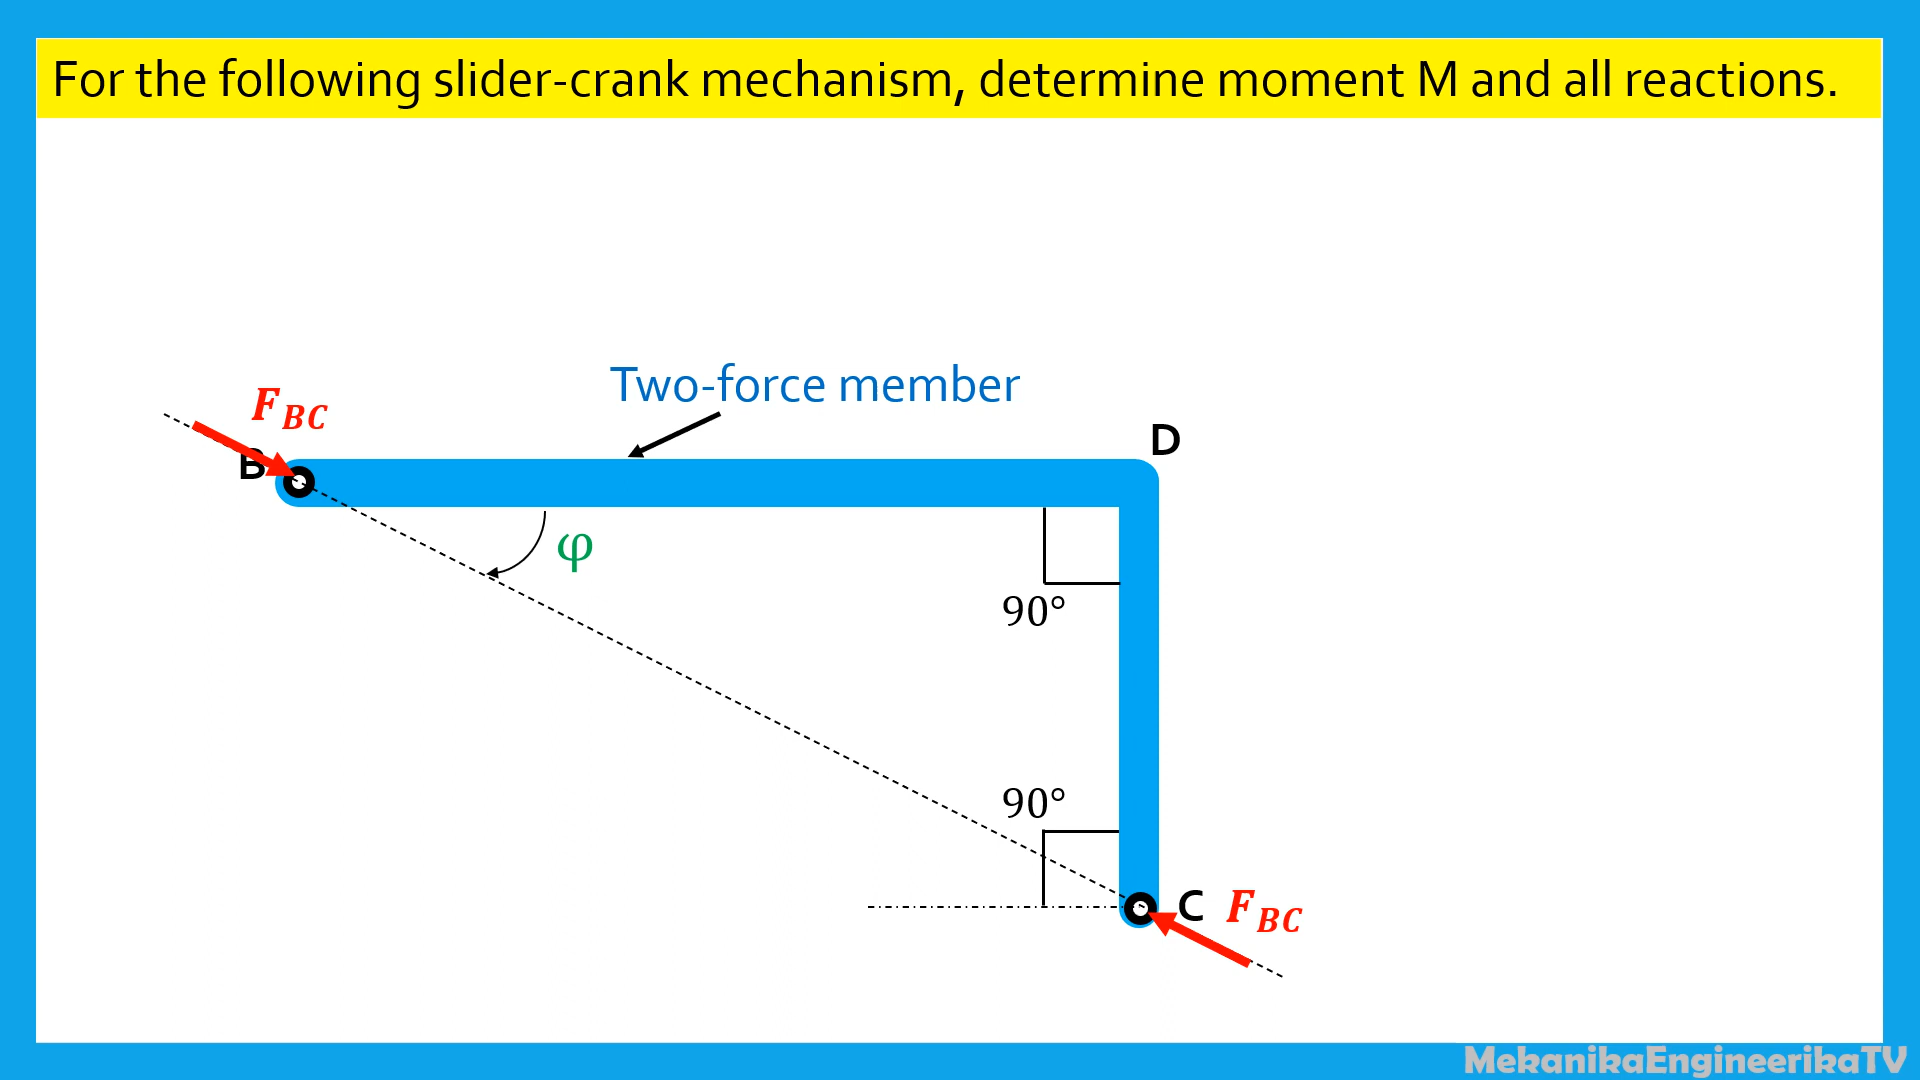 For the following slider-crank mechanism, determine moment M and all reactions.
Two-force member
F_BC
B
D
φ
90°
90°
C F_BC
MekanikaEngineerikaTV